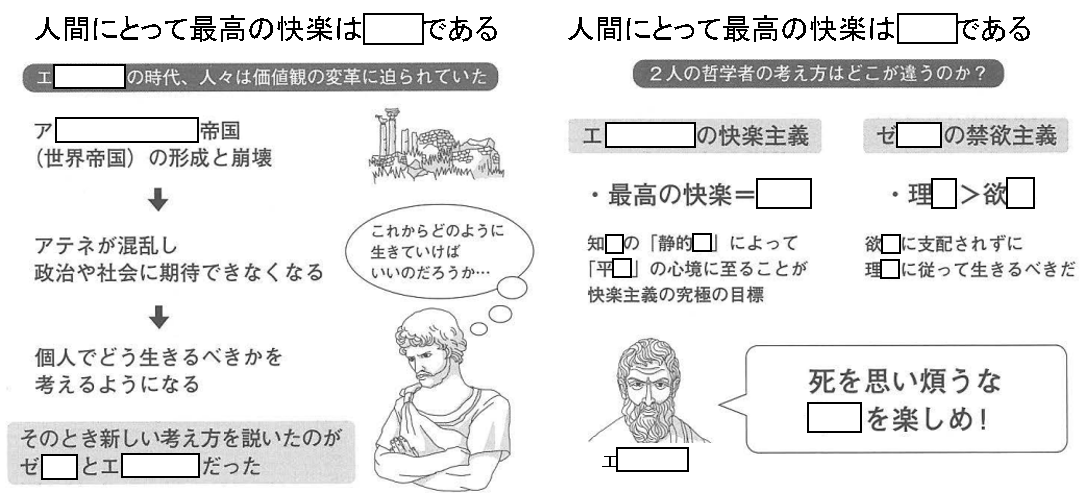 人間にとって最高の快楽は である
エ の時代、人々は価値観の変革に迫られていた
ア 帝国
（世界帝国）の形成と崩壊
アテネが混乱し
政治や社会に期待できなくなる
個人でどう生きるべきかを
考えるようになる
そのとき新しい考え方を説いたのが
ゼ とエ だった
これからどのように
生きていけば
いいのだろうか…
人間にとって最高の快楽は である
２人の哲学者の考え方はどこが違うのか？
エ の快楽主義
・最高の快楽＝
知 の「静的 」によって
「平 」の心境に至ることが
快楽主義の究極の目標
ゼ の禁欲主義
・理 ＞欲
欲 に支配されずに
理 に従って生きるべきだ
死を思い煩うな
を楽しめ！
エ